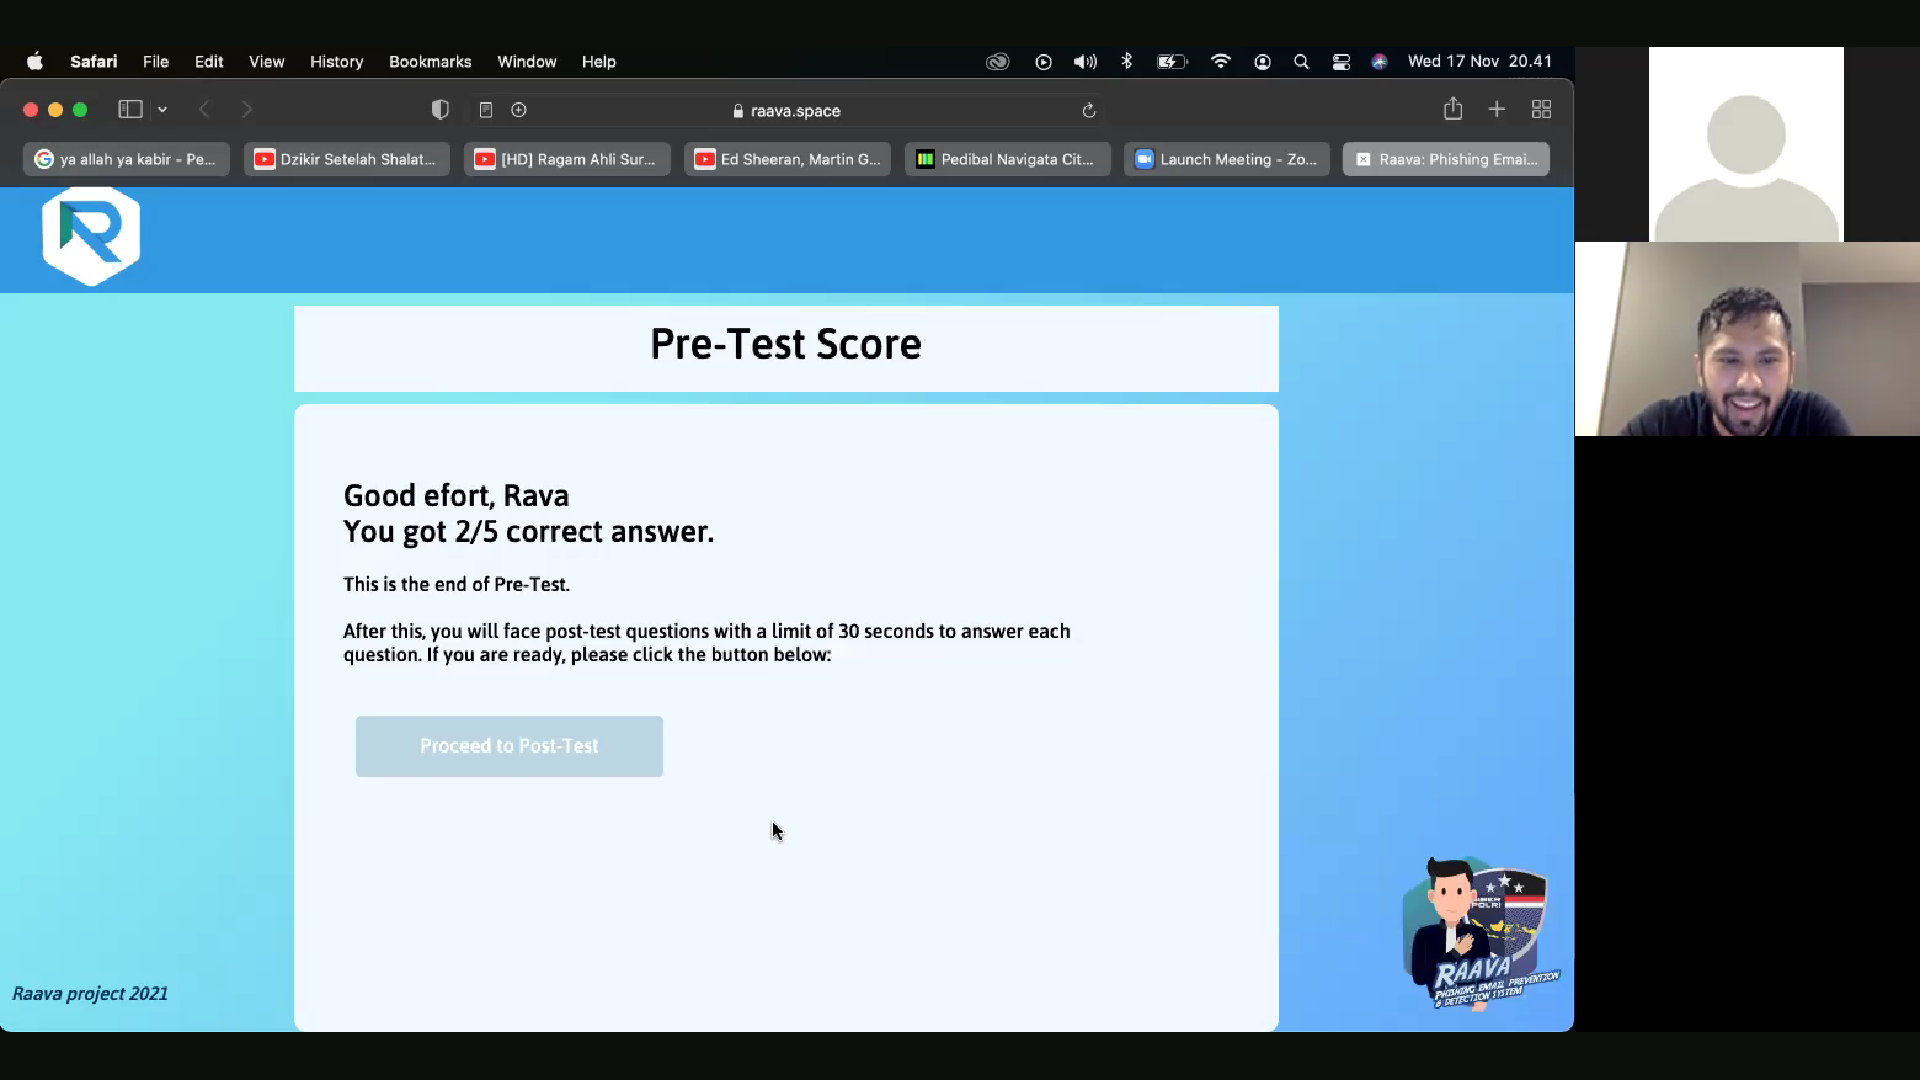 Safari File Edit View History Bookmarks Window Help Wed 17 Nov 20.41
raava.space
ya allah ya kabir - Pe... Dzikir Setelah Shalat... [HD] Ragam Ahli Sur... Ed Sheeran, Martin G... Pedibal Navigata Cit... Launch Meeting - Zo... Raava: Phishing Emai...
Pre-Test Score
Good efort, Rava
You got 2/5 correct answer.
This is the end of Pre-Test.
After this, you will face post-test questions with a limit of 30 seconds to answer each
question. If you are ready, please click the button below:
Proceed to Post-Test
POLRI
RAAVA
PHISHING EMAIL PREVENTION
& DETECTION SYSTEM
Raava project 2021